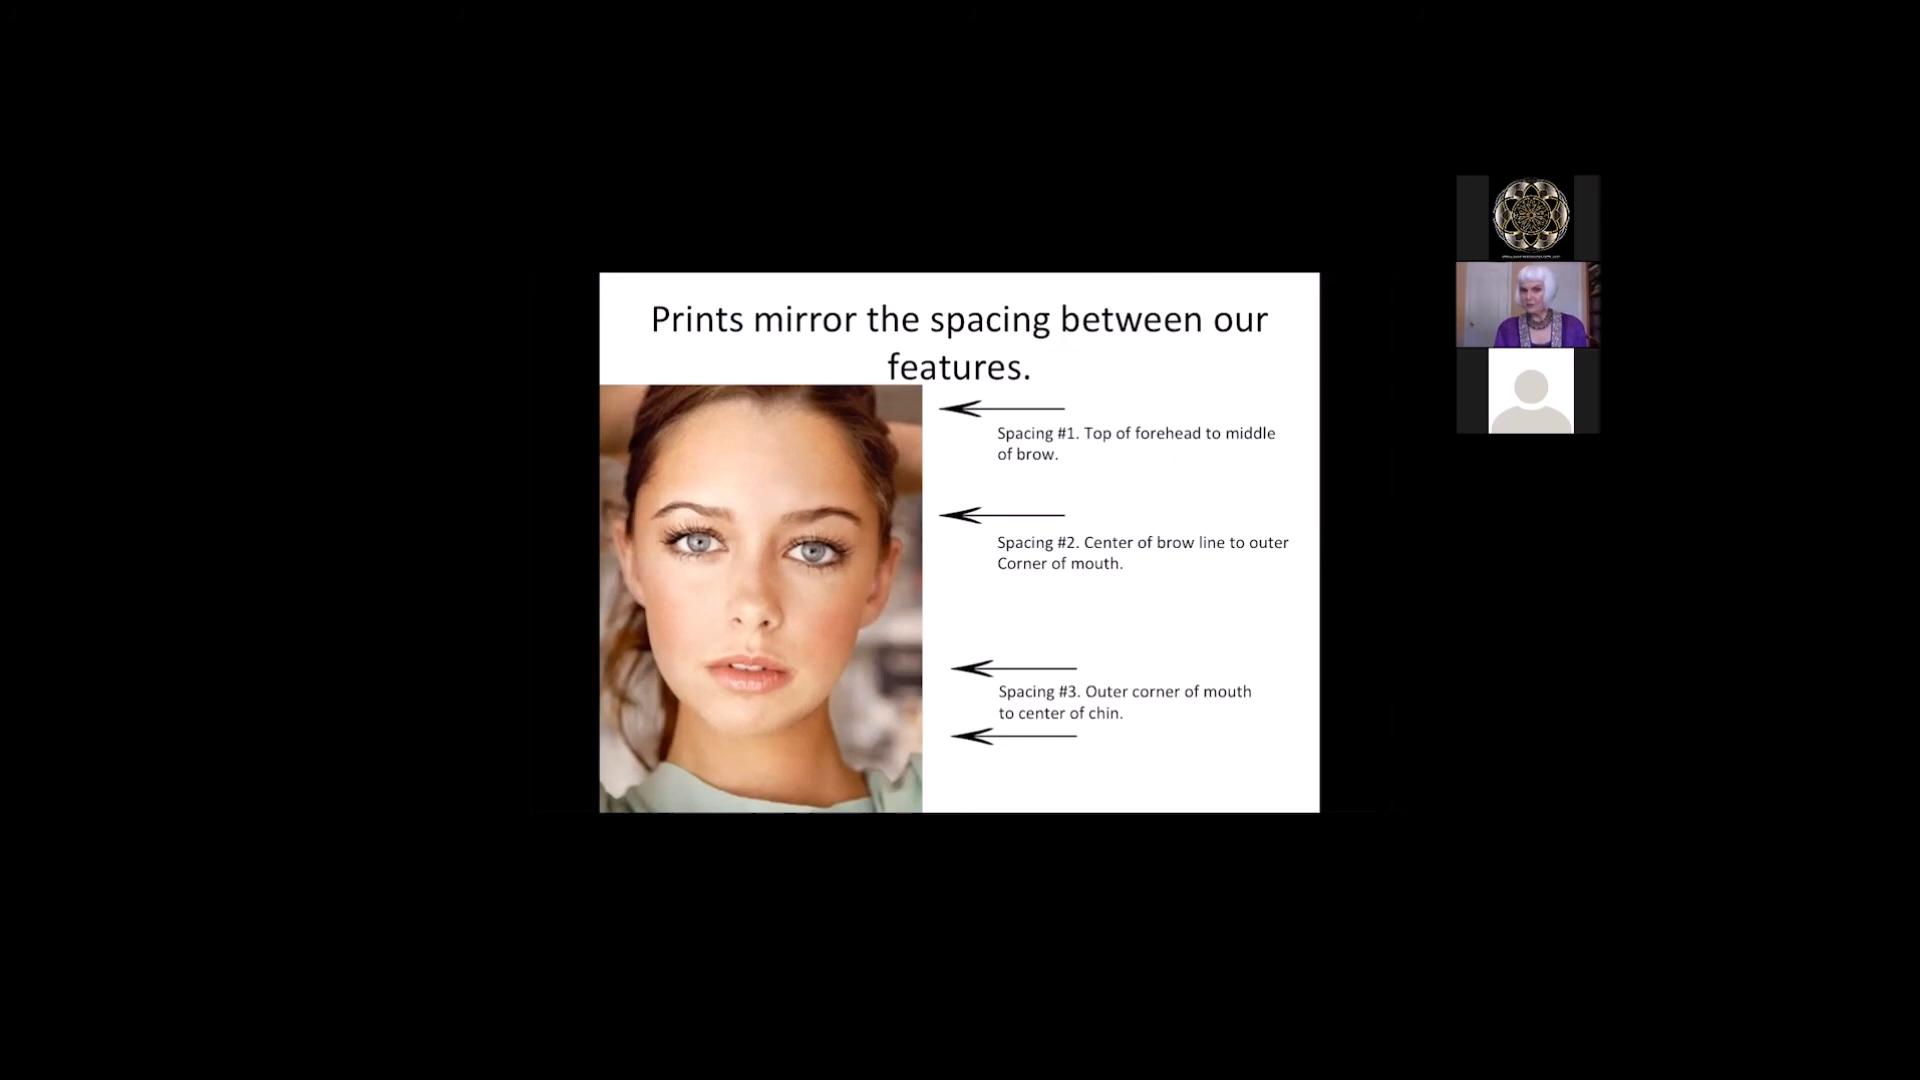 Prints mirror the spacing between our
features.
Spacing #1. Top of forehead to middle
of brow.
Spacing #2. Center of brow line to outer
Corner of mouth.
Spacing #3. Outer corner of mouth
to center of chin.